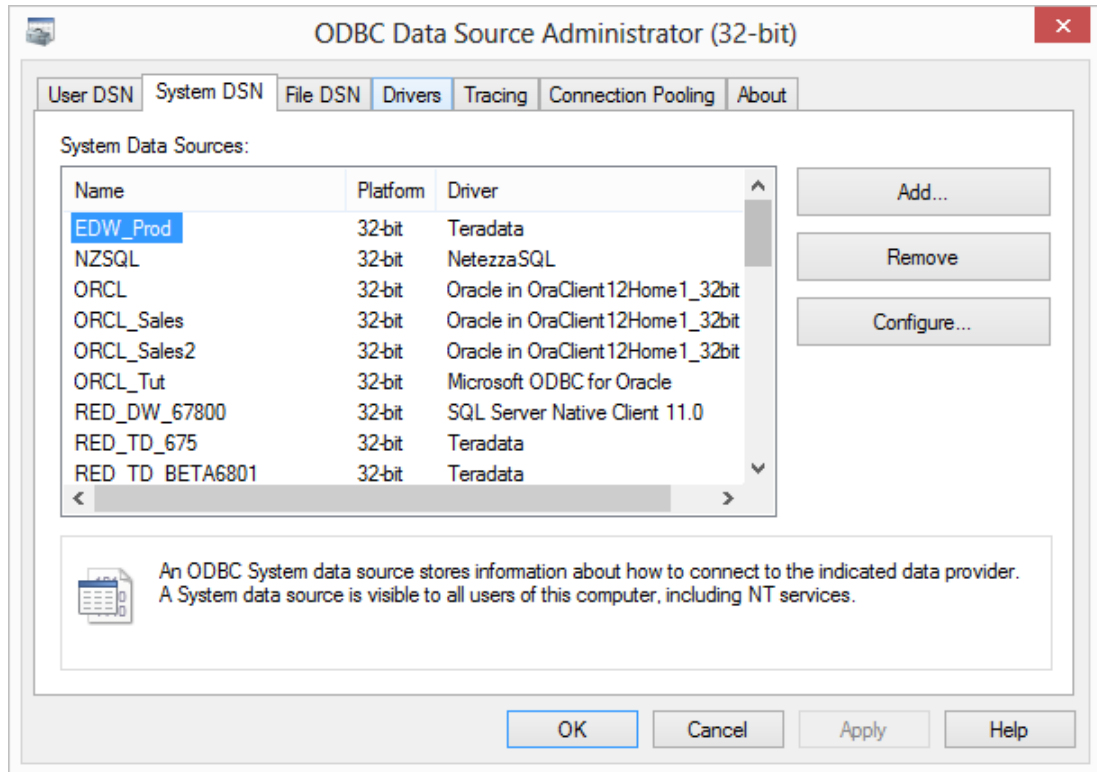 ODBC Data Source Administrator (32-bit)
User DSN System DSN File DSN Drivers Tracing Connection Pooling About
System Data Sources:
Name Platform Driver
EDW_Prod 32-bit Teradata
NZSQL 32-bit NetezzaSQL
ORCL 32-bit Oracle in OraClient12Home1_32bit
ORCL_Sales 32-bit Oracle in OraClient12Home1_32bit
ORCL_Sales2 32-bit Oracle in OraClient12Home1_32bit
ORCL_Tut 32-bit Microsoft ODBC for Oracle
RED_DW_67800 32-bit SQL Server Native Client 11.0
RED_TD_675 32-bit Teradata
RED_TD_BETA6801 32-bit Teradata
Add...
Remove
Configure...
An ODBC System data source stores information about how to connect to the indicated data provider.
A System data source is visible to all users of this computer, including NT services.
OK Cancel Apply Help